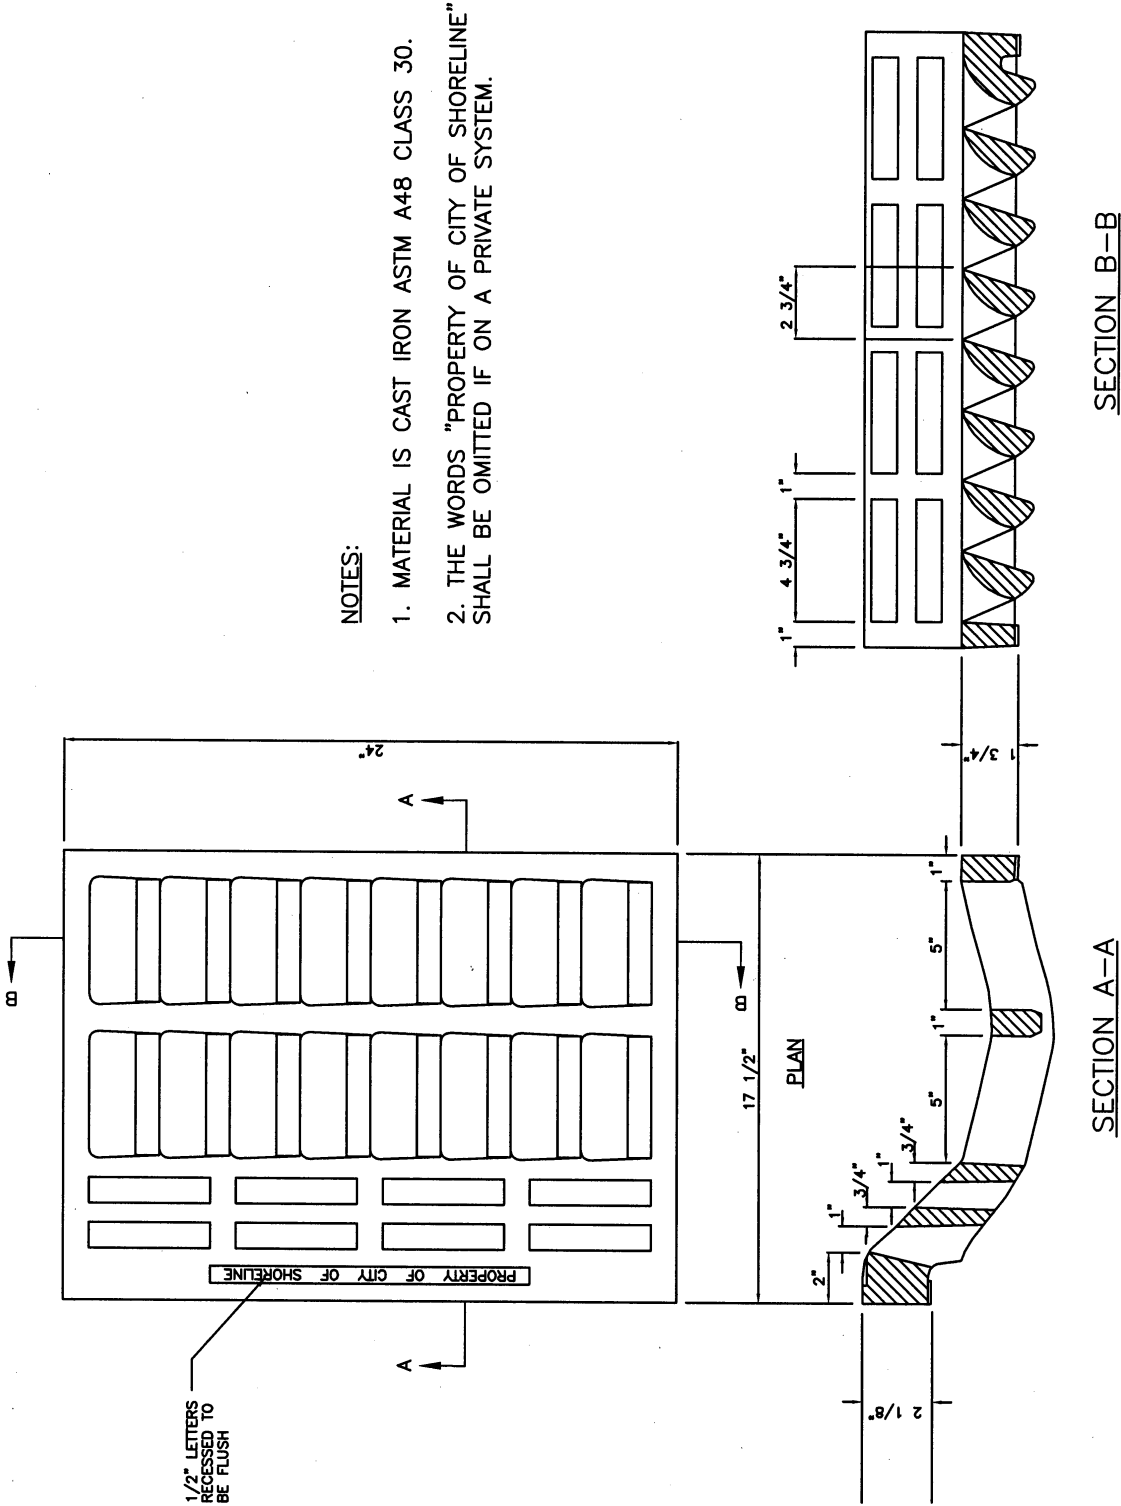 NOTES:
1. MATERIAL IS CAST IRON ASTM A48 CLASS 30.
2. THE WORDS "PROPERTY OF CITY OF SHORELINE"
SHALL BE OMITTED IF ON A PRIVATE SYSTEM.
B
B
A
A
24"
17 1/2"
PLAN
PROPERTY OF CITY OF SHORELINE
1/2" LETTERS
RECESSED TO
BE FLUSH
2 1/8"
2"
1"
3/4"
1"
3/4"
5"
1"
5"
1"
SECTION A-A
1 3/4"
1"
4 3/4"
1"
2 3/4"
SECTION B-B